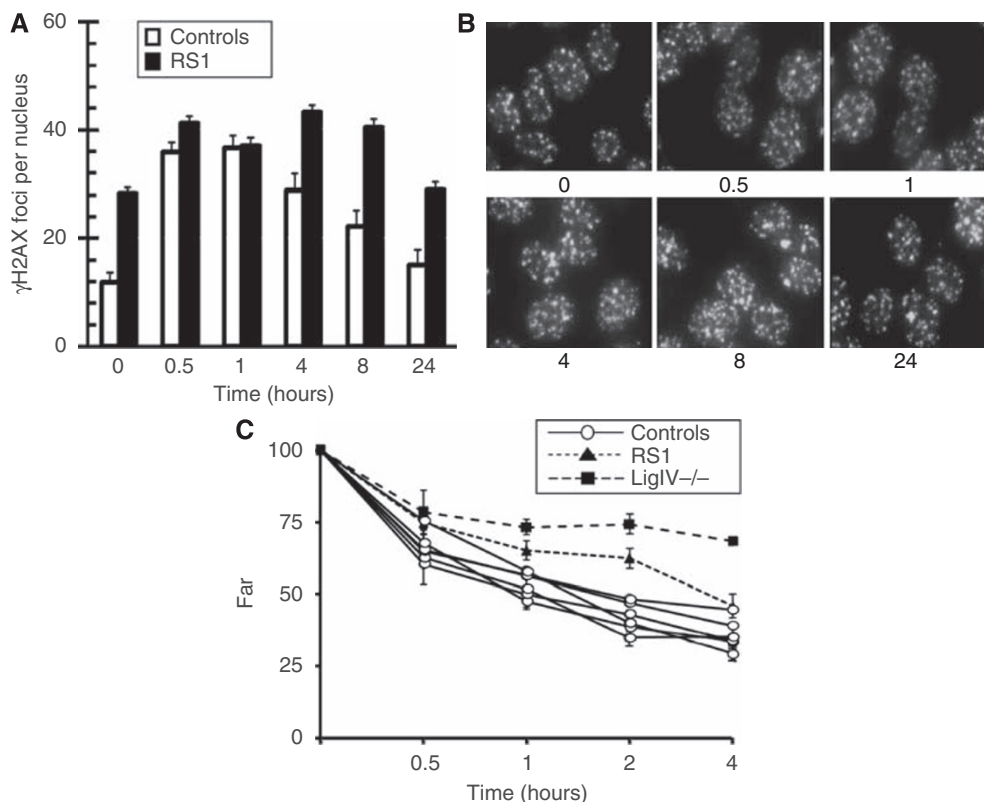 A
60
40
20
0
γH2AX foci per nucleus
Controls
RS1
0 0.5 1 4 8 24
Time (hours)
B
0 0.5 1
4 8 24
C
100
75
50
25
0
Far
Controls
RS1
LigIV–/–
0.5 1 2 4
Time (hours)